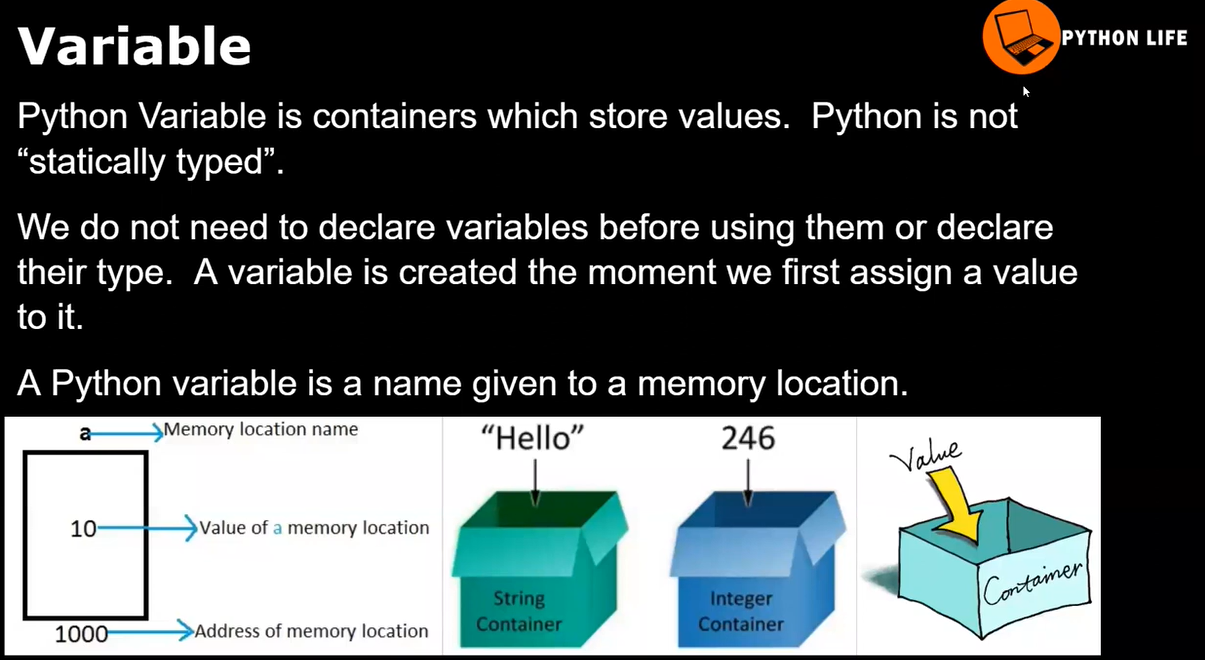 Variable
PYTHON LIFE
Python Variable is containers which store values.  Python is not
“statically typed”.
We do not need to declare variables before using them or declare
their type.  A variable is created the moment we first assign a value
to it.
A Python variable is a name given to a memory location.
a Memory location name
10 Value of a memory location
1000 Address of memory location
“Hello”
String
Container
246
Integer
Container
Value
Container